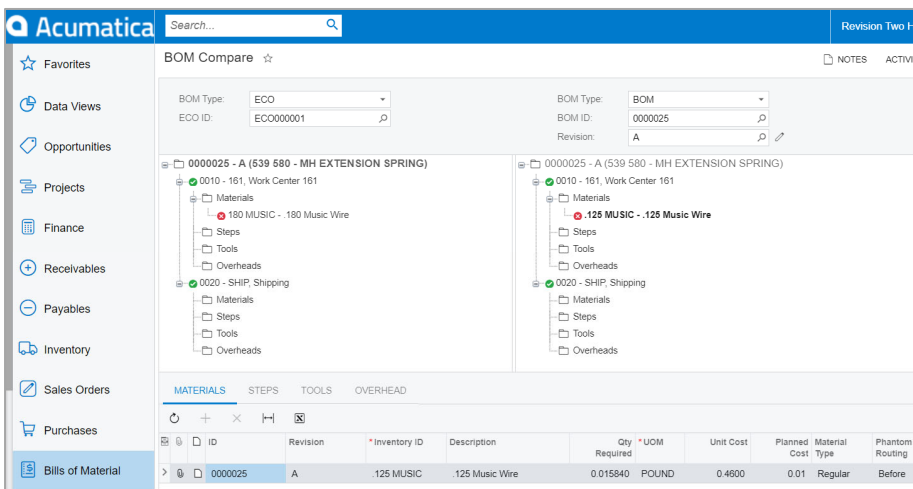 Acumatica
Search...
Revision Two H
Favorites
Data Views
Opportunities
Projects
Finance
Receivables
Payables
Inventory
Sales Orders
Purchases
Bills of Material
BOM Compare
NOTES ACTIVI
BOM Type: ECO
ECO ID: ECO000001
BOM Type: BOM
BOM ID: 0000025
Revision: A
0000025 - A (539 580 - MH EXTENSION SPRING)
0010 - 161, Work Center 161
Materials
180 MUSIC - .180 Music Wire
Steps
Tools
Overheads
0020 - SHIP, Shipping
Materials
Steps
Tools
Overheads
0000025 - A (539 580 - MH EXTENSION SPRING)
0010 - 161, Work Center 161
Materials
.125 MUSIC - .125 Music Wire
Steps
Tools
Overheads
0020 - SHIP, Shipping
Materials
Steps
Tools
Overheads
MATERIALS STEPS TOOLS OVERHEAD
ID Revision * Inventory ID Description Qty Required * UOM Unit Cost Planned Cost Material Type Phantom Routing
0000025 A .125 MUSIC .125 Music Wire 0.015840 POUND 0.4600 0.01 Regular Before